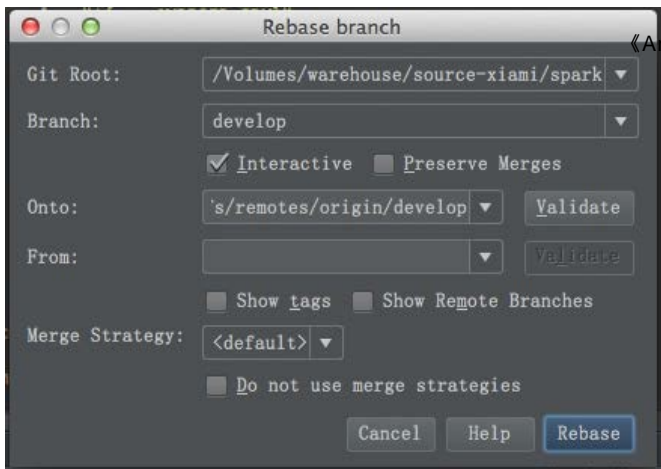 Rebase branch
《A
Git Root: /Volumes/warehouse/source-xiami/spark
Branch: develop
Interactive Preserve Merges
Onto: 's/remotes/origin/develop Validate
From: Validate
Show tags Show Remote Branches
Merge Strategy: <default>
Do not use merge strategies
Cancel Help Rebase